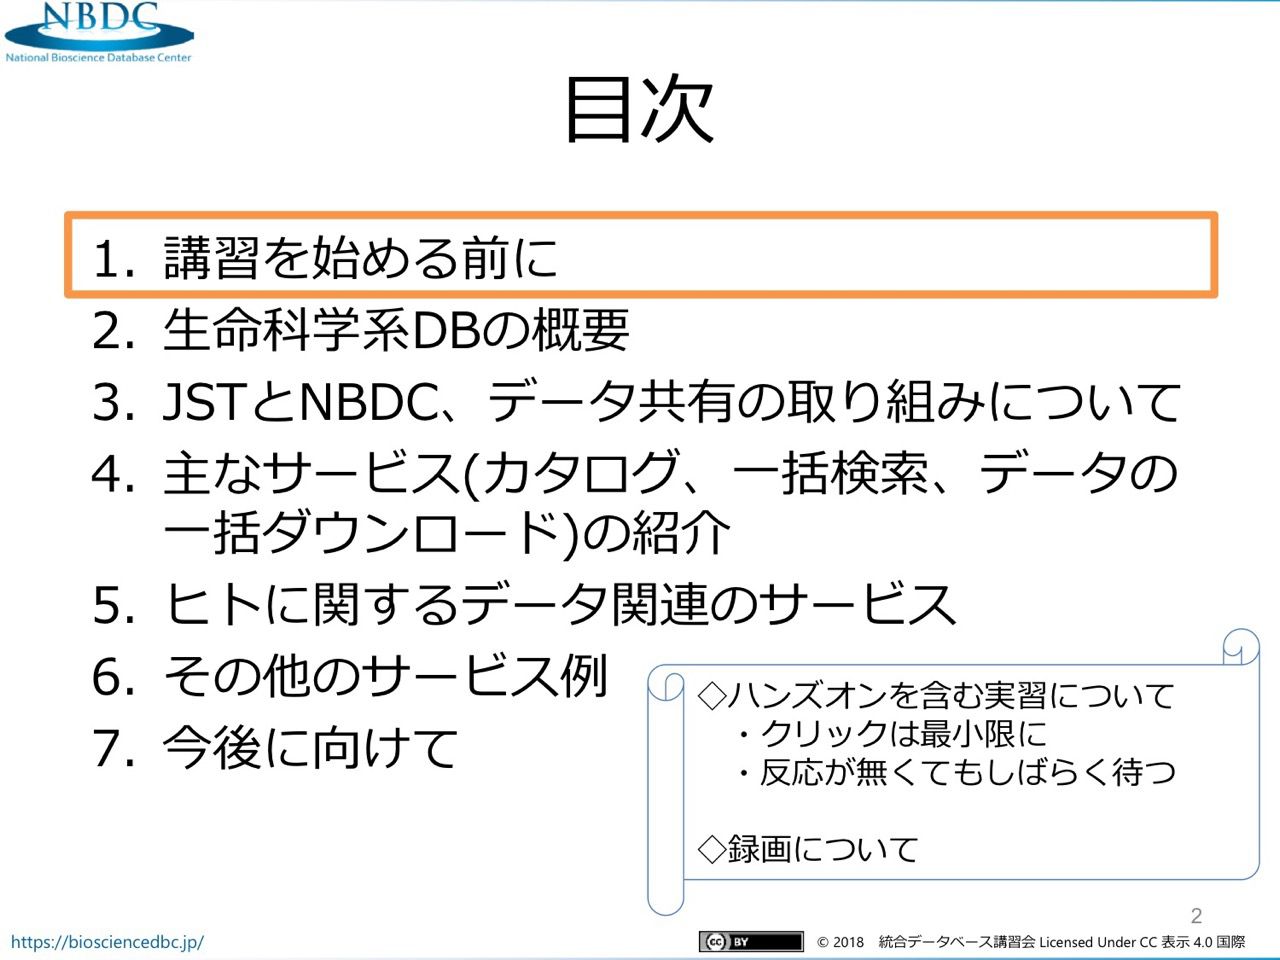 NBDC
National Bioscience Database Center
目次
1. 講習を始める前に
2. 生命科学系DBの概要
3. JSTとNBDC、データ共有の取り組みについて
4. 主なサービス(カタログ、一括検索、データの
一括ダウンロード)の紹介
5. ヒトに関するデータ関連のサービス
6. その他のサービス例
7. 今後に向けて
◇ハンズオンを含む実習について
・クリックは最小限に
・反応が無くてもしばらく待つ
◇録画について
2
https://biosciencedbc.jp/
CC BY © 2018 統合データベース講習会 Licensed Under CC 表示 4.0 国際